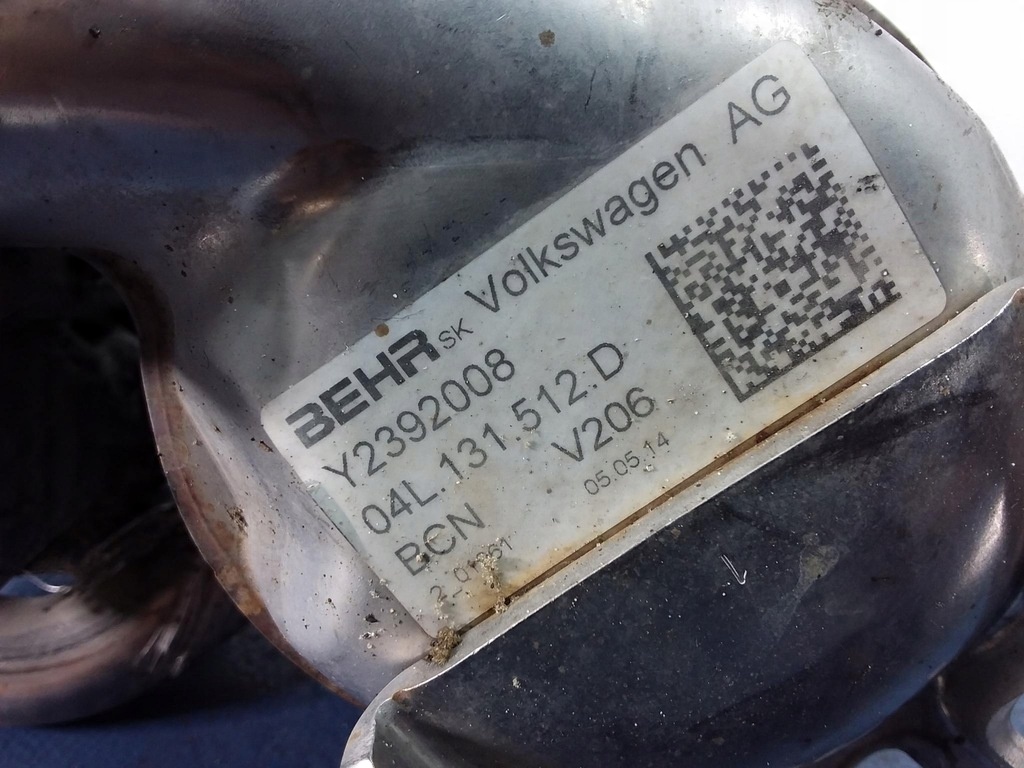 BEHR SK Volkswagen AG
Y2392008
04L.131.512.D
BCN V206
05.05.14